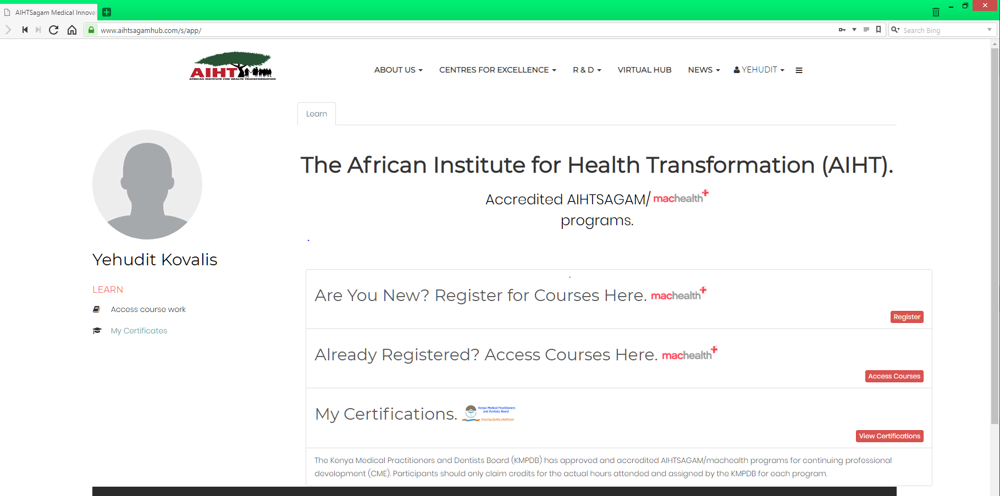 AIHTSagam Medical Innova
www.aihtsagamhub.com/s/app/
Search Bing
AIHT
AFRICAN INSTITUTE FOR HEALTH TRANSFORMATION
ABOUT US
CENTRES FOR EXCELLENCE
R & D
VIRTUAL HUB
NEWS
YEHUDIT
Learn
Yehudit Kovalis
LEARN
Access course work
My Certificates
The African Institute for Health Transformation (AIHT).
Accredited AIHTSAGAM/ machealth
programs.
Are You New? Register for Courses Here. machealth
Register
Already Registered? Access Courses Here. machealth
Access Courses
My Certifications.
Kenya Medical Practitioners
and Dentists Board
Ensuring Quality Healthcare
View Certifications
The Kenya Medical Practitioners and Dentists Board (KMPDB) has approved and accredited AIHTSAGAM/machealth programs for continuing professional
development (CME). Participants should only claim credits for the actual hours attended and assigned by the KMPDB for each program.